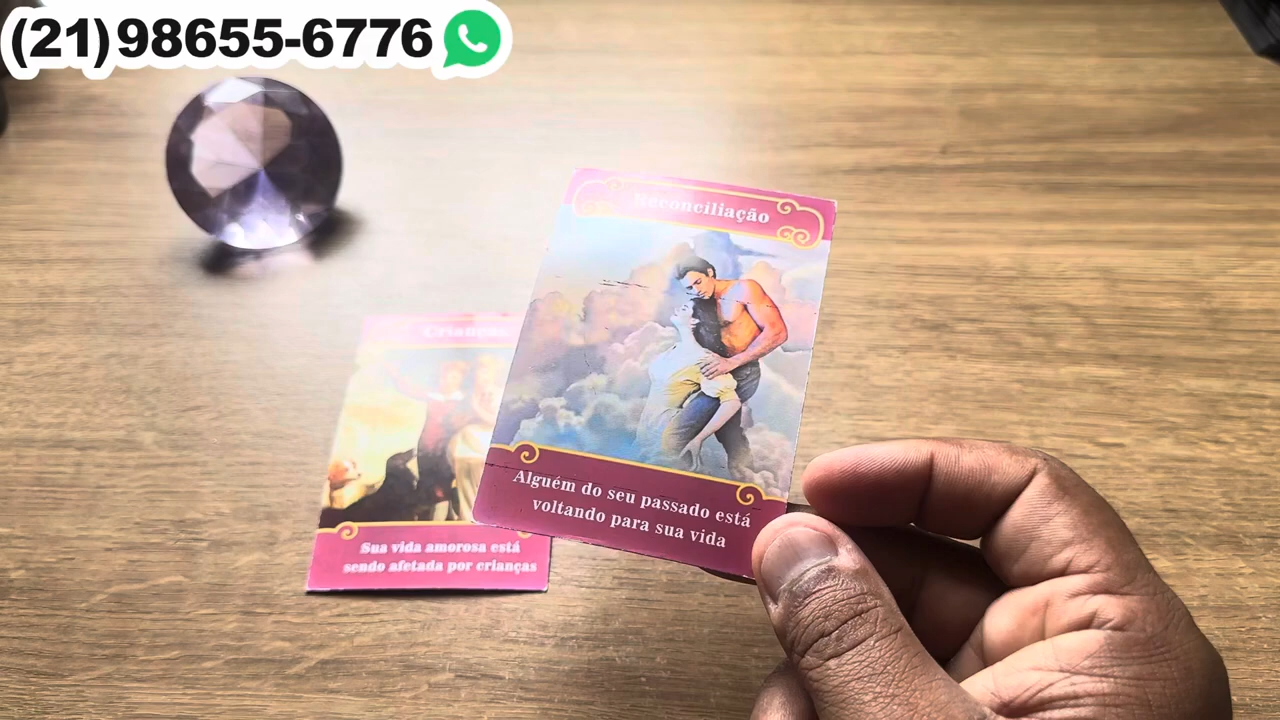 (21)98655-6776
Reconciliação
Alguém do seu passado está
voltando para sua vida
Crianças
Sua vida amorosa está
sendo afetada por crianças